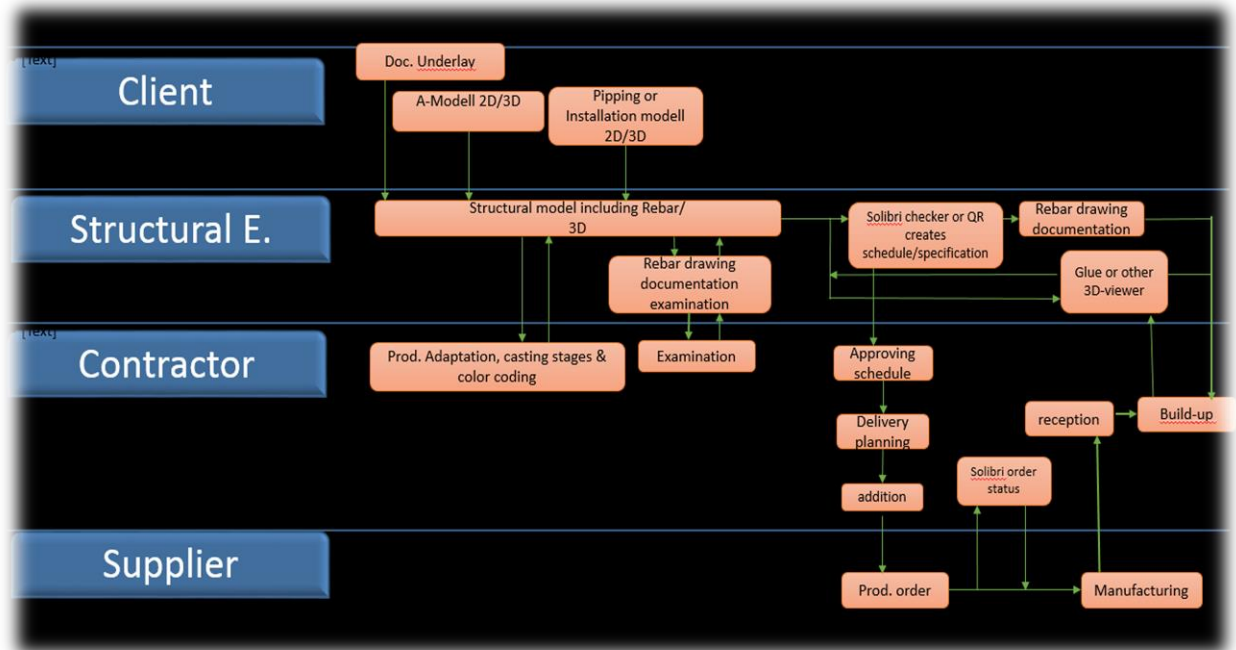 [Text]
Client
Doc. Underlay
A-Modell 2D/3D
Pipping or
Installation modell
2D/3D
Structural E.
Structural model including Rebar/
3D
Solibri checker or QR
creates
schedule/specification
Rebar drawing
documentation
Rebar drawing
documentation
examination
Glue or other
3D-viewer
[Text]
Contractor
Prod. Adaptation, casting stages &
color coding
Examination
Approving
schedule
Delivery
planning
reception
Build-up
Solibri order
status
addition
Supplier
Prod. order
Manufacturing